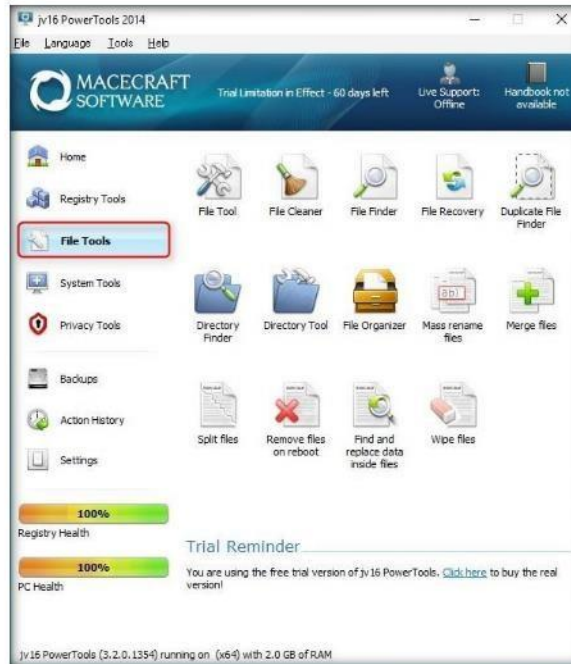 jv16 PowerTools 2014
File Language Tools Help
MACECRAFT
SOFTWARE
Trial Limitation in Effect - 60 days left
Live Support:
Offline
Handbook not
available
Home
Registry Tools
File Tools
System Tools
Privacy Tools
Backups
Action History
Settings
100%
Registry Health
100%
PC Health
File Tool
File Cleaner
File Finder
File Recovery
Duplicate File
Finder
Directory
Finder
Directory Tool
File Organizer
Mass rename
files
Merge files
Split files
Remove files
on reboot
Find and
replace data
inside files
Wipe files
Trial Reminder
You are using the free trial version of jv16 PowerTools. Click here to buy the real
version!
jv16 PowerTools (3.2.0.1354) running on (x64) with 2.0 GB of RAM